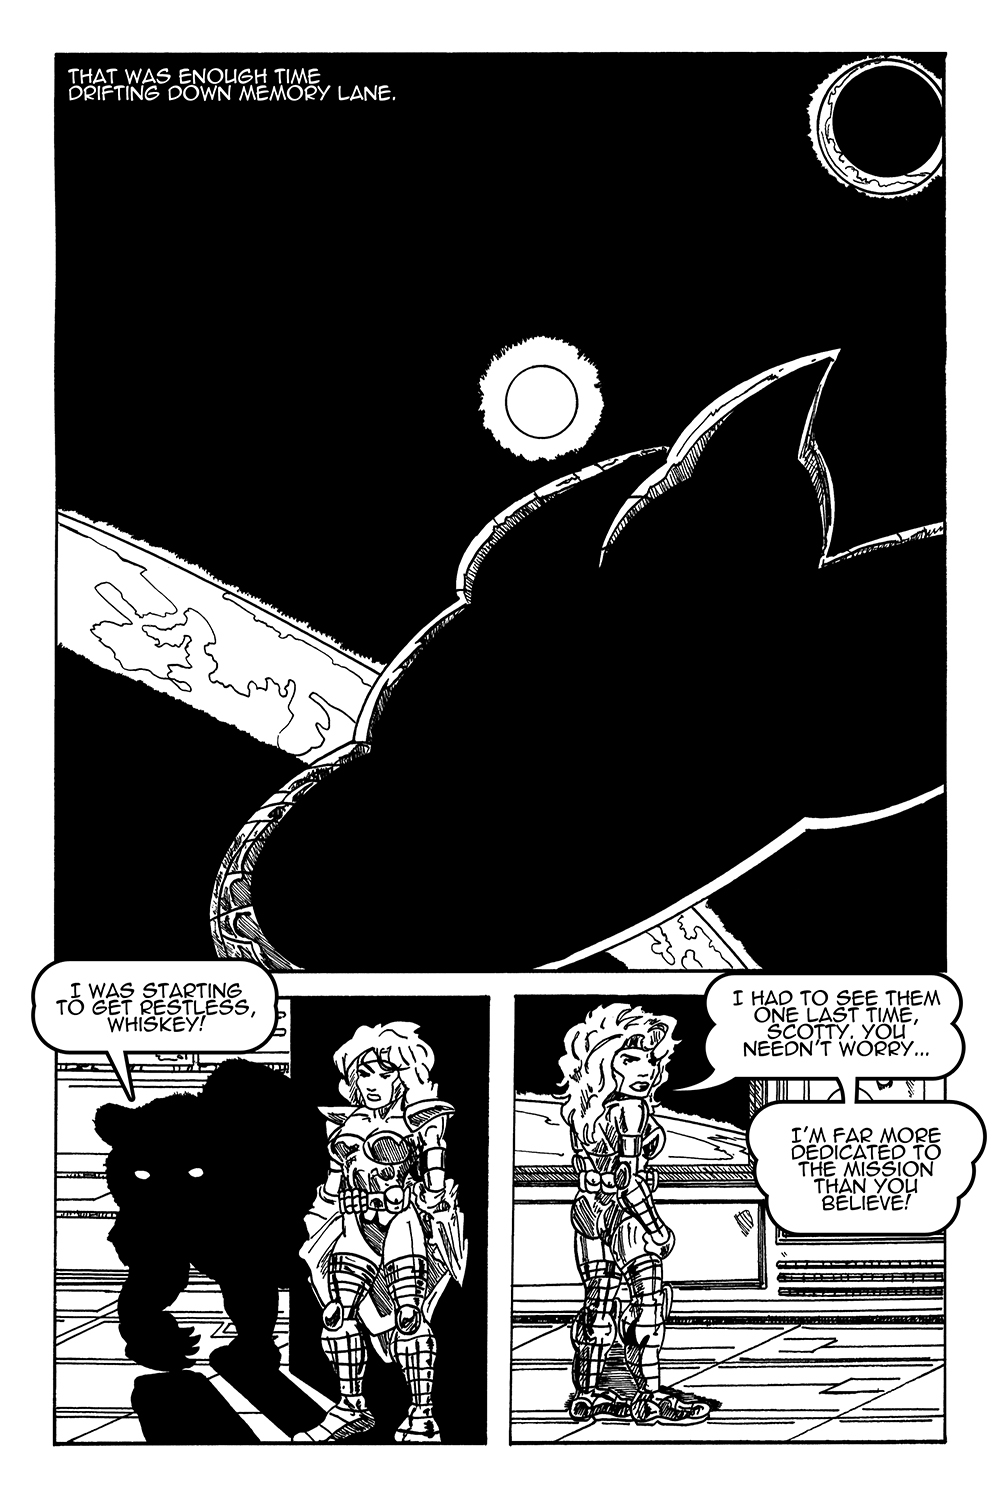 THAT WAS ENOUGH TIME
DRIFTING DOWN MEMORY LANE.
I WAS STARTING
TO GET RESTLESS,
WHISKEY!
I HAD TO SEE THEM
ONE LAST TIME,
SCOTTY. YOU
NEEDN'T WORRY...
I'M FAR MORE
DEDICATED TO
THE MISSION
THAN YOU
BELIEVE!